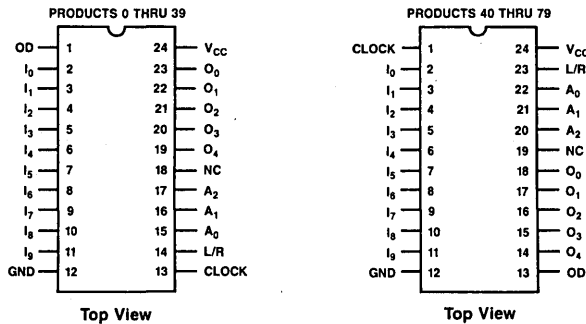 PRODUCTS 0 THRU 39
OD 1 24 VCC
I0 2 23 O0
I1 3 22 O1
I2 4 21 O2
I3 5 20 O3
I4 6 19 O4
I5 7 18 NC
I6 8 17 A2
I7 9 16 A1
I8 10 15 A0
I9 11 14 L/R
GND 12 13 CLOCK
Top View
PRODUCTS 40 THRU 79
CLOCK 1 24 VCC
I0 2 23 L/R
I1 3 22 A0
I2 4 21 A1
I3 5 20 A2
I4 6 19 NC
I5 7 18 O0
I6 8 17 O1
I7 9 16 O2
I8 10 15 O3
I9 11 14 O4
GND 12 13 OD
Top View